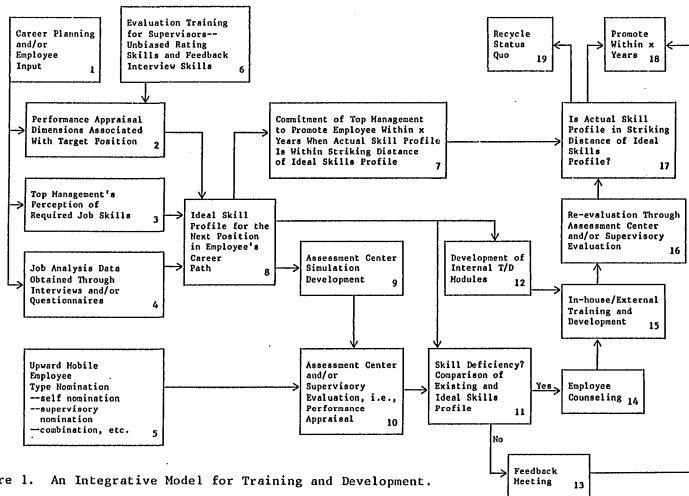 Career Planning
and/or
Employee
Input
1
Evaluation Training
for Supervisors--
Unbiased Rating
Skills and Feedback
Interview Skills
6
Recycle
Status
Quo
19
Promote
Within x
Years
18
Performance Appraisal
Dimensions Associated
With Target Position
2
Commitment of Top Management
to Promote Employee Within x
Years When Actual Skill Profile
Is Within Striking Distance
of Ideal Skills Profile
7
Is Actual Skill
Profile in Striking
Distance of Ideal
Skills
Profile?
17
Top Management's
Perception of
Required Job Skills
3
Ideal Skill
Profile for the
Next Position
in Employee's
Career
Path
8
Re-evaluation Through
Assessment Center
and/or Supervisory
Evaluation
16
Job Analysis Data
Obtained Through
Interviews and/or
Questionnaires
4
Assessment Center
Simulation
Development
9
Development of
Internal T/D
Modules
12
In-house/External
Training and
Development
15
Upward Mobile
Employee
Type Nomination
--self nomination
--supervisory
nomination
--combination, etc.
5
Assessment Center
and/or
Supervisory
Evaluation, i.e.,
Performance
Appraisal
10
Skill Deficiency?
Comparison of
Existing and
Ideal Skills
Profile
11
Yes
Employee
Counseling
14
No
Feedback
Meeting
13
re 1. An Integrative Model for Training and Development.